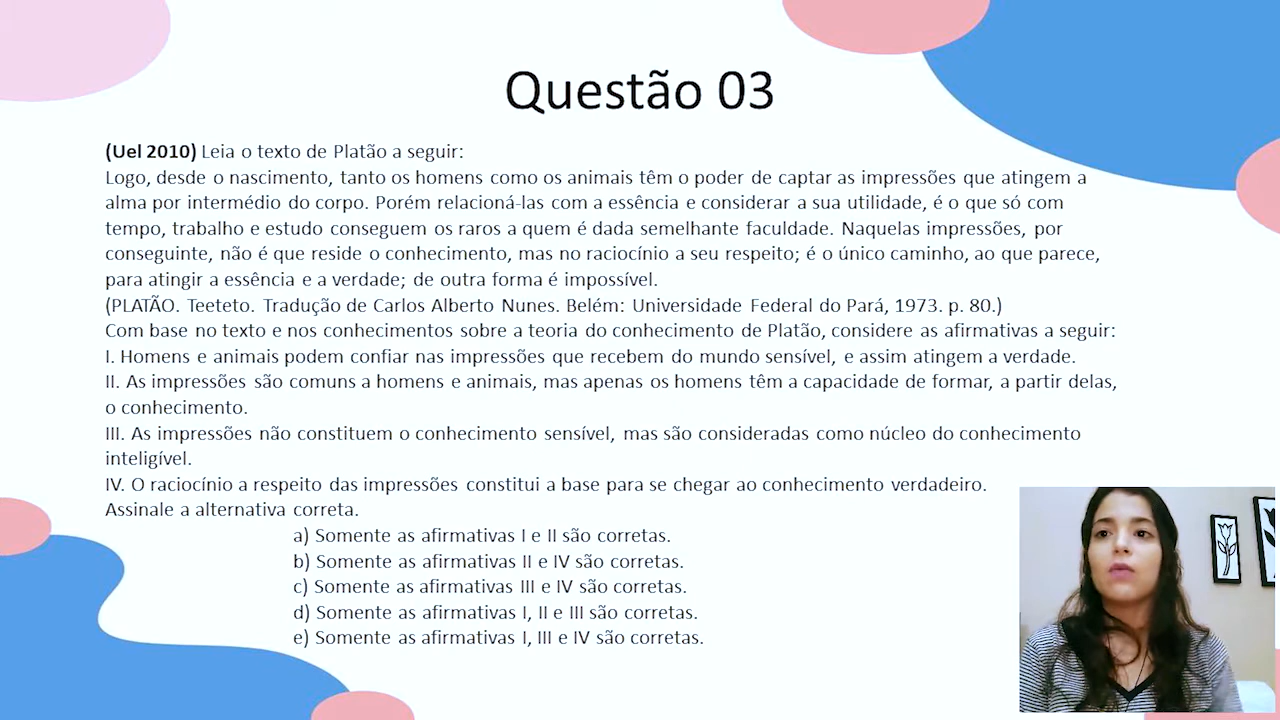 Questão 03
(Uel 2010) Leia o texto de Platão a seguir:
Logo, desde o nascimento, tanto os homens como os animais têm o poder de captar as impressões que atingem a
alma por intermédio do corpo. Porém relacioná-las com a essência e considerar a sua utilidade, é o que só com
tempo, trabalho e estudo conseguem os raros a quem é dada semelhante faculdade. Naquelas impressões, por
conseguinte, não é que reside o conhecimento, mas no raciocínio a seu respeito; é o único caminho, ao que parece,
para atingir a essência e a verdade; de outra forma é impossível.
(PLATÃO. Teeteto. Tradução de Carlos Alberto Nunes. Belém: Universidade Federal do Pará, 1973. p. 80.)
Com base no texto e nos conhecimentos sobre a teoria do conhecimento de Platão, considere as afirmativas a seguir:
I. Homens e animais podem confiar nas impressões que recebem do mundo sensível, e assim atingem a verdade.
II. As impressões são comuns a homens e animais, mas apenas os homens têm a capacidade de formar, a partir delas,
o conhecimento.
III. As impressões não constituem o conhecimento sensível, mas são consideradas como núcleo do conhecimento
inteligível.
IV. O raciocínio a respeito das impressões constitui a base para se chegar ao conhecimento verdadeiro.
Assinale a alternativa correta.
a) Somente as afirmativas I e II são corretas.
b) Somente as afirmativas II e IV são corretas.
c) Somente as afirmativas III e IV são corretas.
d) Somente as afirmativas I, II e III são corretas.
e) Somente as afirmativas I, III e IV são corretas.